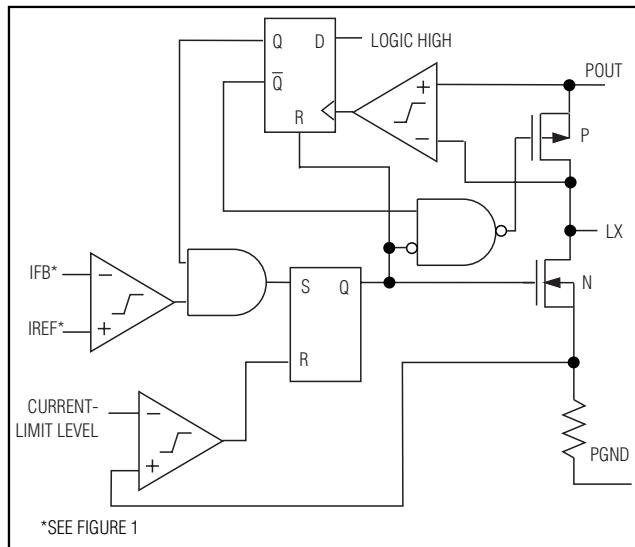 Q D LOGIC HIGH
Q̅
R
POUT
P
LX
N
IFB*
IREF*
S Q
R
CURRENT-
LIMIT LEVEL
PGND
*SEE FIGURE 1
+
−
−
+
−
+